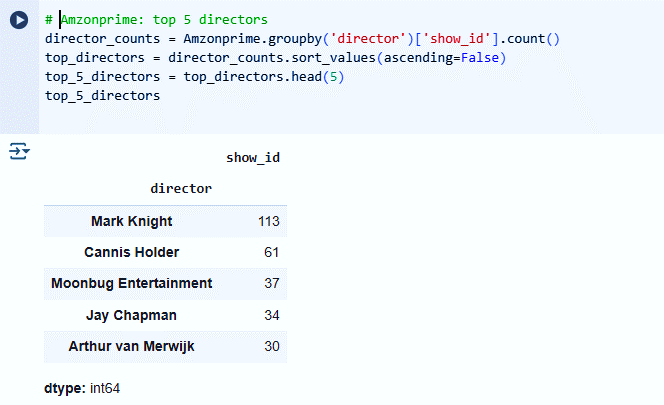 # Amzonprime: top 5 directors
director_counts = Amzonprime.groupby('director')['show_id'].count()
top_directors = director_counts.sort_values(ascending=False)
top_5_directors = top_directors.head(5)
top_5_directors
show_id
director
Mark Knight 113
Cannis Holder 61
Moonbug Entertainment 37
Jay Chapman 34
Arthur van Merwijk 30
dtype: int64